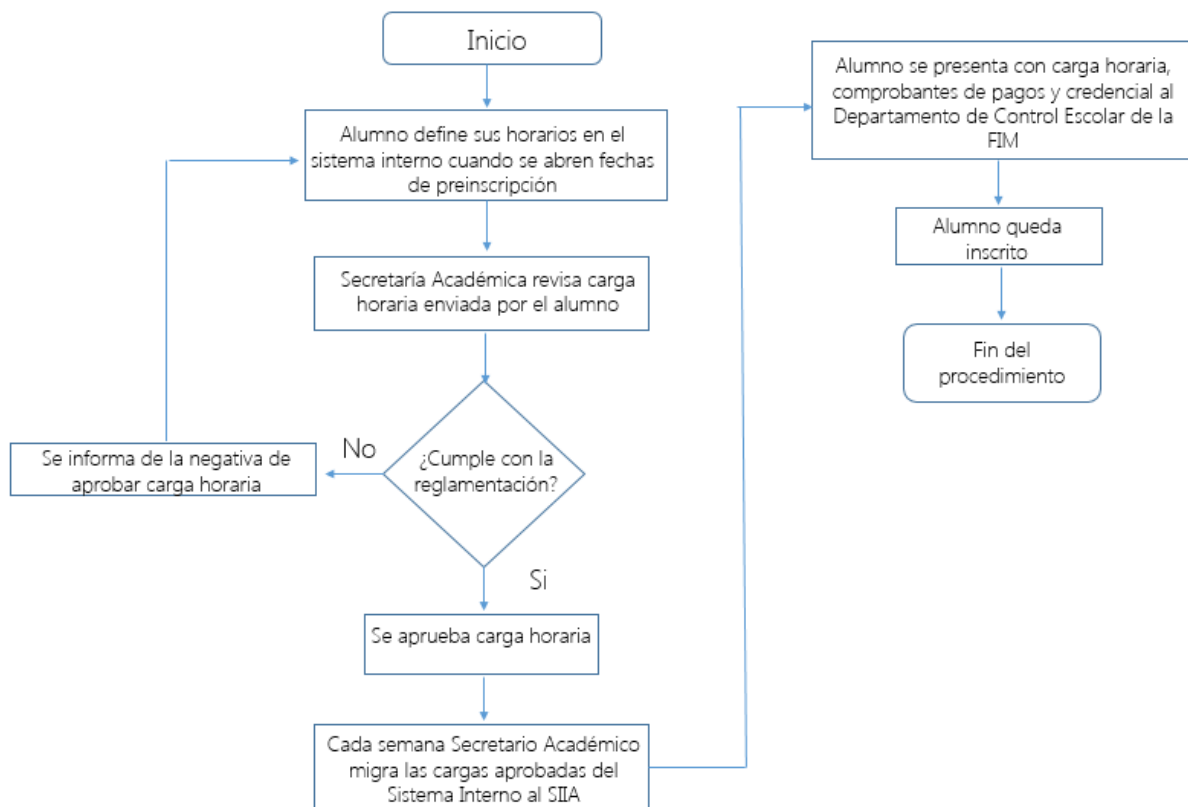 Inicio
Alumno define sus horarios en el
sistema interno cuando se abren fechas
de preinscripción
Secretaría Académica revisa carga
horaria enviada por el alumno
¿Cumple con la
reglamentación?
No
Se informa de la negativa de
aprobar carga horaria
Si
Se aprueba carga horaria
Cada semana Secretario Académico
migra las cargas aprobadas del
Sistema Interno al SIIA
Alumno se presenta con carga horaria,
comprobantes de pagos y credencial al
Departamento de Control Escolar de la
FIM
Alumno queda
inscrito
Fin del
procedimiento